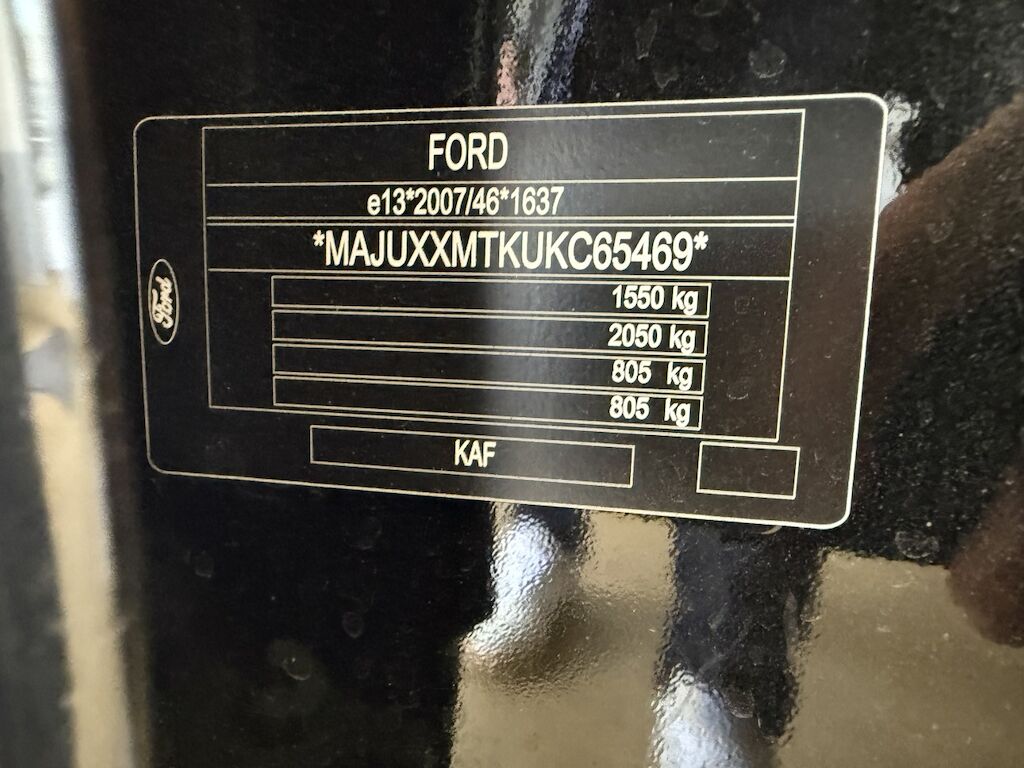 FORD
e13*2007/46*1637
*MAJUXXMTKUKC65469*
Ford
1550 kg
2050 kg
805 kg
805 kg
KAF